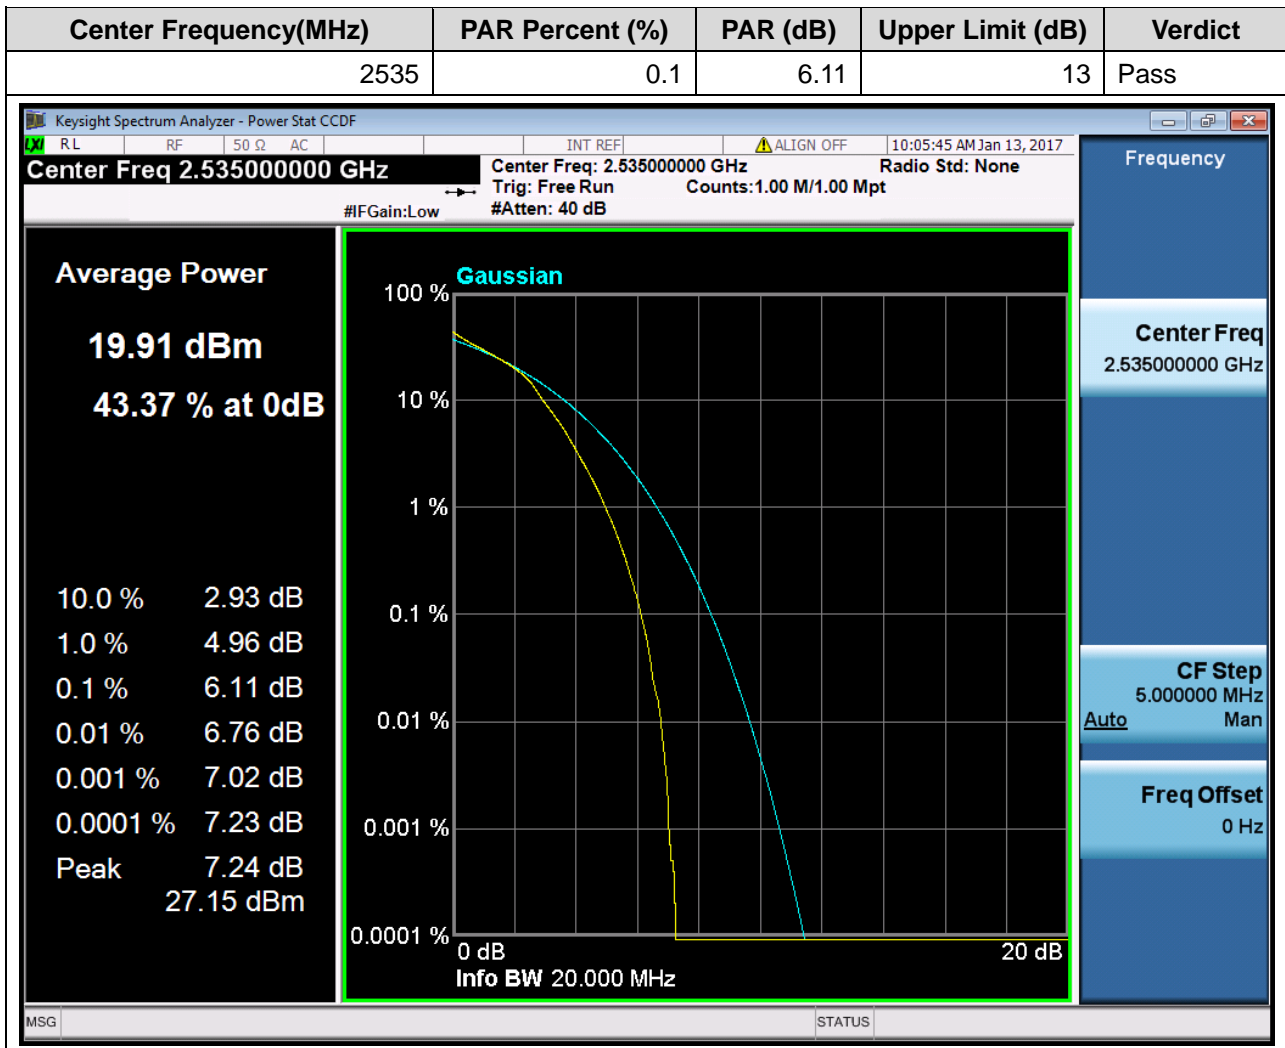 Center Frequency(MHz) PAR Percent (%) PAR (dB) Upper Limit (dB) Verdict
2535 0.1 6.11 13 Pass
Keysight Spectrum Analyzer - Power Stat CCDF
LXI RL RF 50 Ω AC INT REF ALIGN OFF 10:05:45 AM Jan 13, 2017
Center Freq 2.535000000 GHz
Center Freq: 2.535000000 GHz Radio Std: None
Trig: Free Run Counts:1.00 M/1.00 Mpt
#IFGain:Low #Atten: 40 dB
Average Power
19.91 dBm
43.37 % at 0dB
10.0 % 2.93 dB
1.0 % 4.96 dB
0.1 % 6.11 dB
0.01 % 6.76 dB
0.001 % 7.02 dB
0.0001 % 7.23 dB
Peak 7.24 dB
27.15 dBm
Gaussian
100 %
10 %
1 %
0.1 %
0.01 %
0.001 %
0.0001 %
0 dB 20 dB
Info BW 20.000 MHz
Frequency
Center Freq
2.535000000 GHz
CF Step
5.000000 MHz
Auto Man
Freq Offset
0 Hz
MSG STATUS